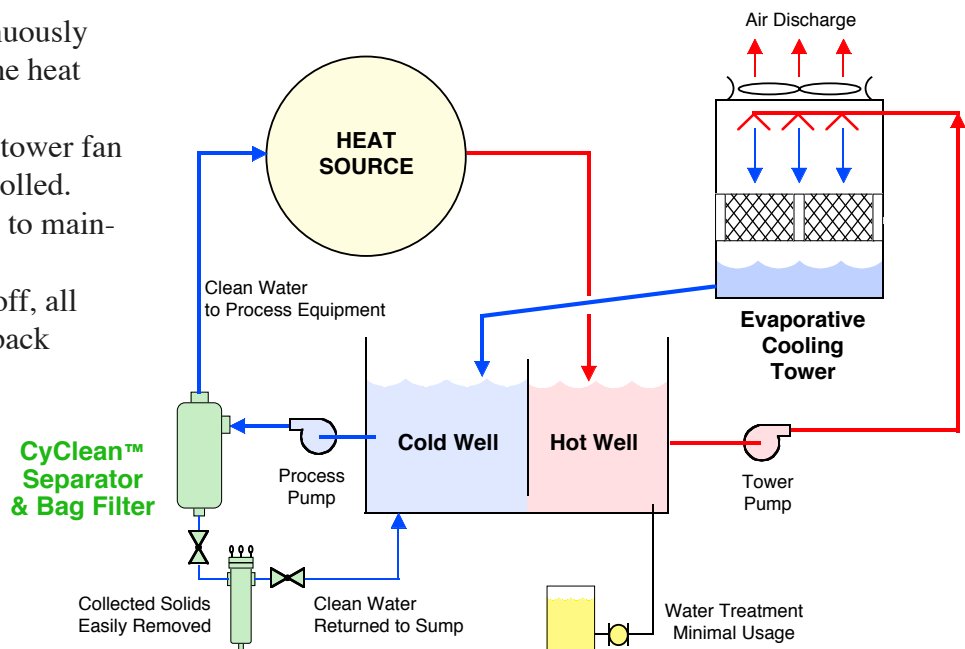 nuously
ne heat
tower fan
olled.
to main-
off, all
back
Air Discharge
HEAT
SOURCE
Clean Water
to Process Equipment
Evaporative
Cooling
Tower
CyClean™
Separator
& Bag Filter
Process
Pump
Cold Well
Hot Well
Tower
Pump
Collected Solids
Easily Removed
Clean Water
Returned to Sump
Water Treatment
Minimal Usage